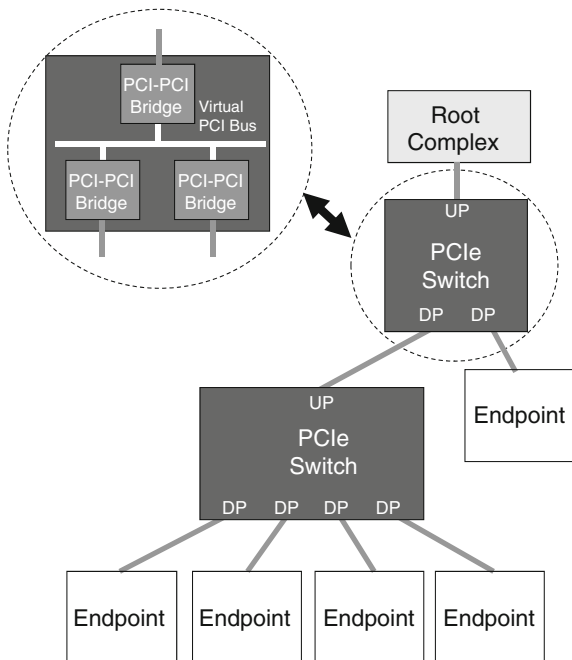 PCI-PCI
Bridge
Virtual
PCI Bus
PCI-PCI
Bridge
PCI-PCI
Bridge
Root
Complex
UP
PCIe
Switch
DP DP
Endpoint
UP
PCIe
Switch
DP DP DP DP
Endpoint Endpoint Endpoint Endpoint